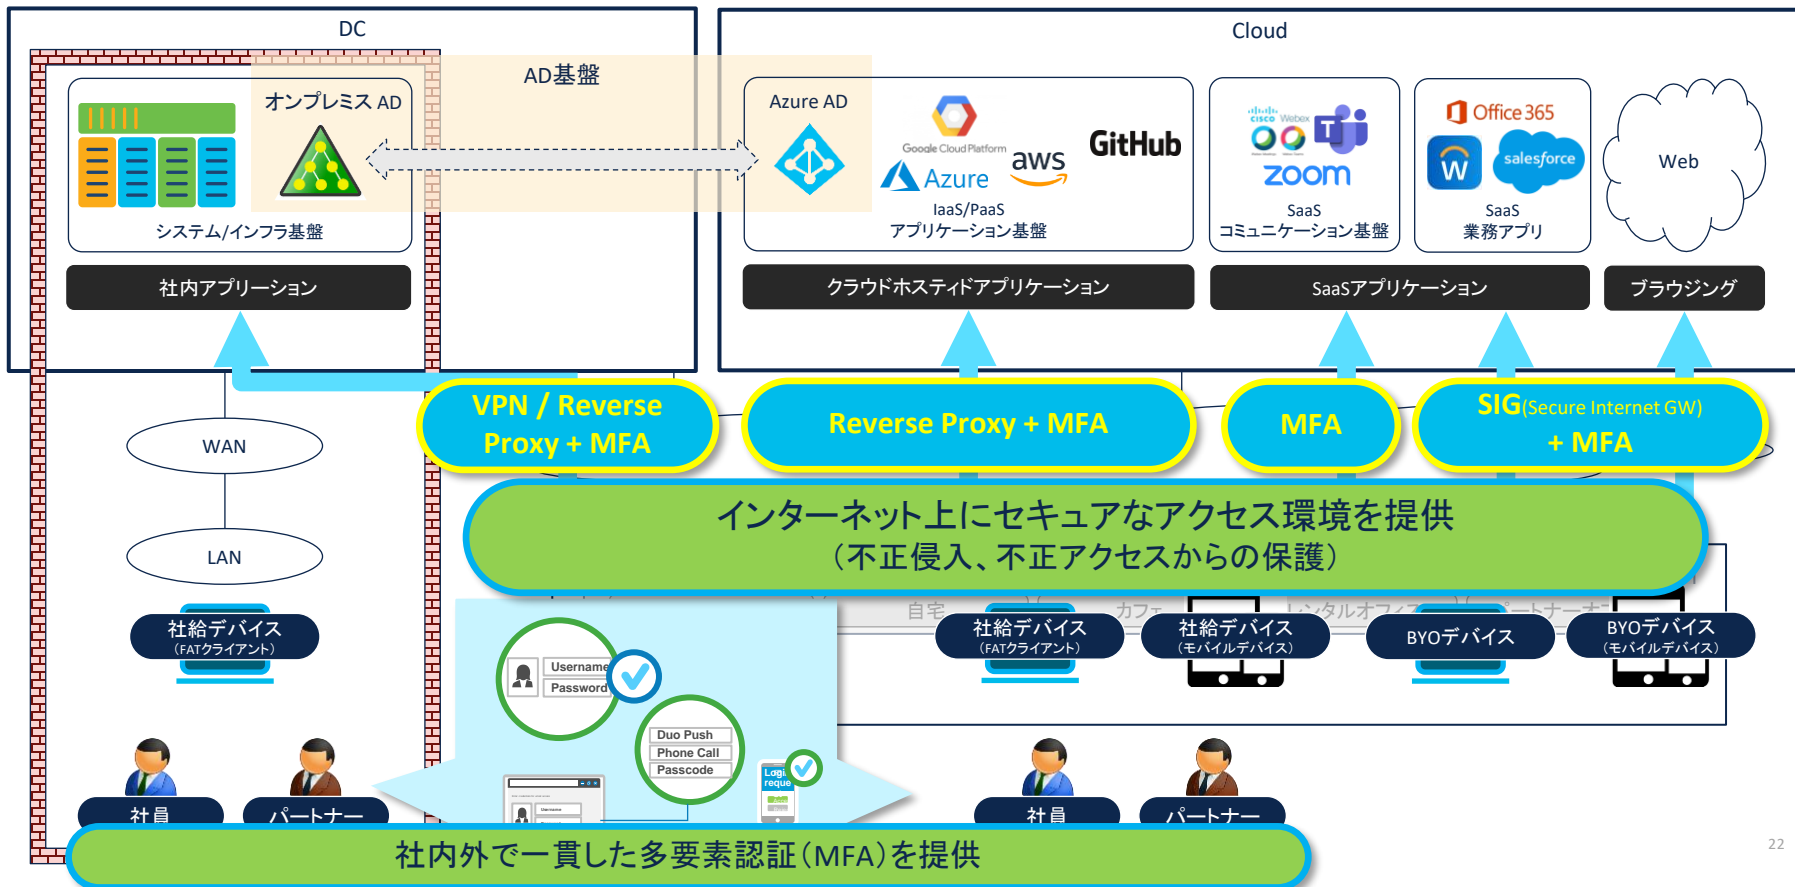 DC
Cloud
AD基盤
オンプレミス AD
システム/インフラ基盤
社内アプリーション
Azure AD
Google Cloud Platform
Azure
aws
GitHub
IaaS/PaaS
アプリケーション基盤
クラウドホスティドアプリケーション
cisco Webex
zoom
SaaS
コミュニケーション基盤
Office 365
salesforce
SaaS
業務アプリ
SaaSアプリケーション
Web
ブラウジング
VPN / Reverse
Proxy + MFA
Reverse Proxy + MFA
MFA
SIG(Secure Internet GW)
+ MFA
WAN
LAN
インターネット上にセキュアなアクセス環境を提供
(不正侵入、不正アクセスからの保護)
自宅
カフェ
社給デバイス
(FATクライアント)
社給デバイス
(FATクライアント)
社給デバイス
(モバイルデバイス)
BYOデバイス
BYOデバイス
(モバイルデバイス)
Username
Password
Duo Push
Phone Call
Passcode
Username
社員
パートナー
社員
パートナー
社内外で一貫した多要素認証(MFA)を提供
22